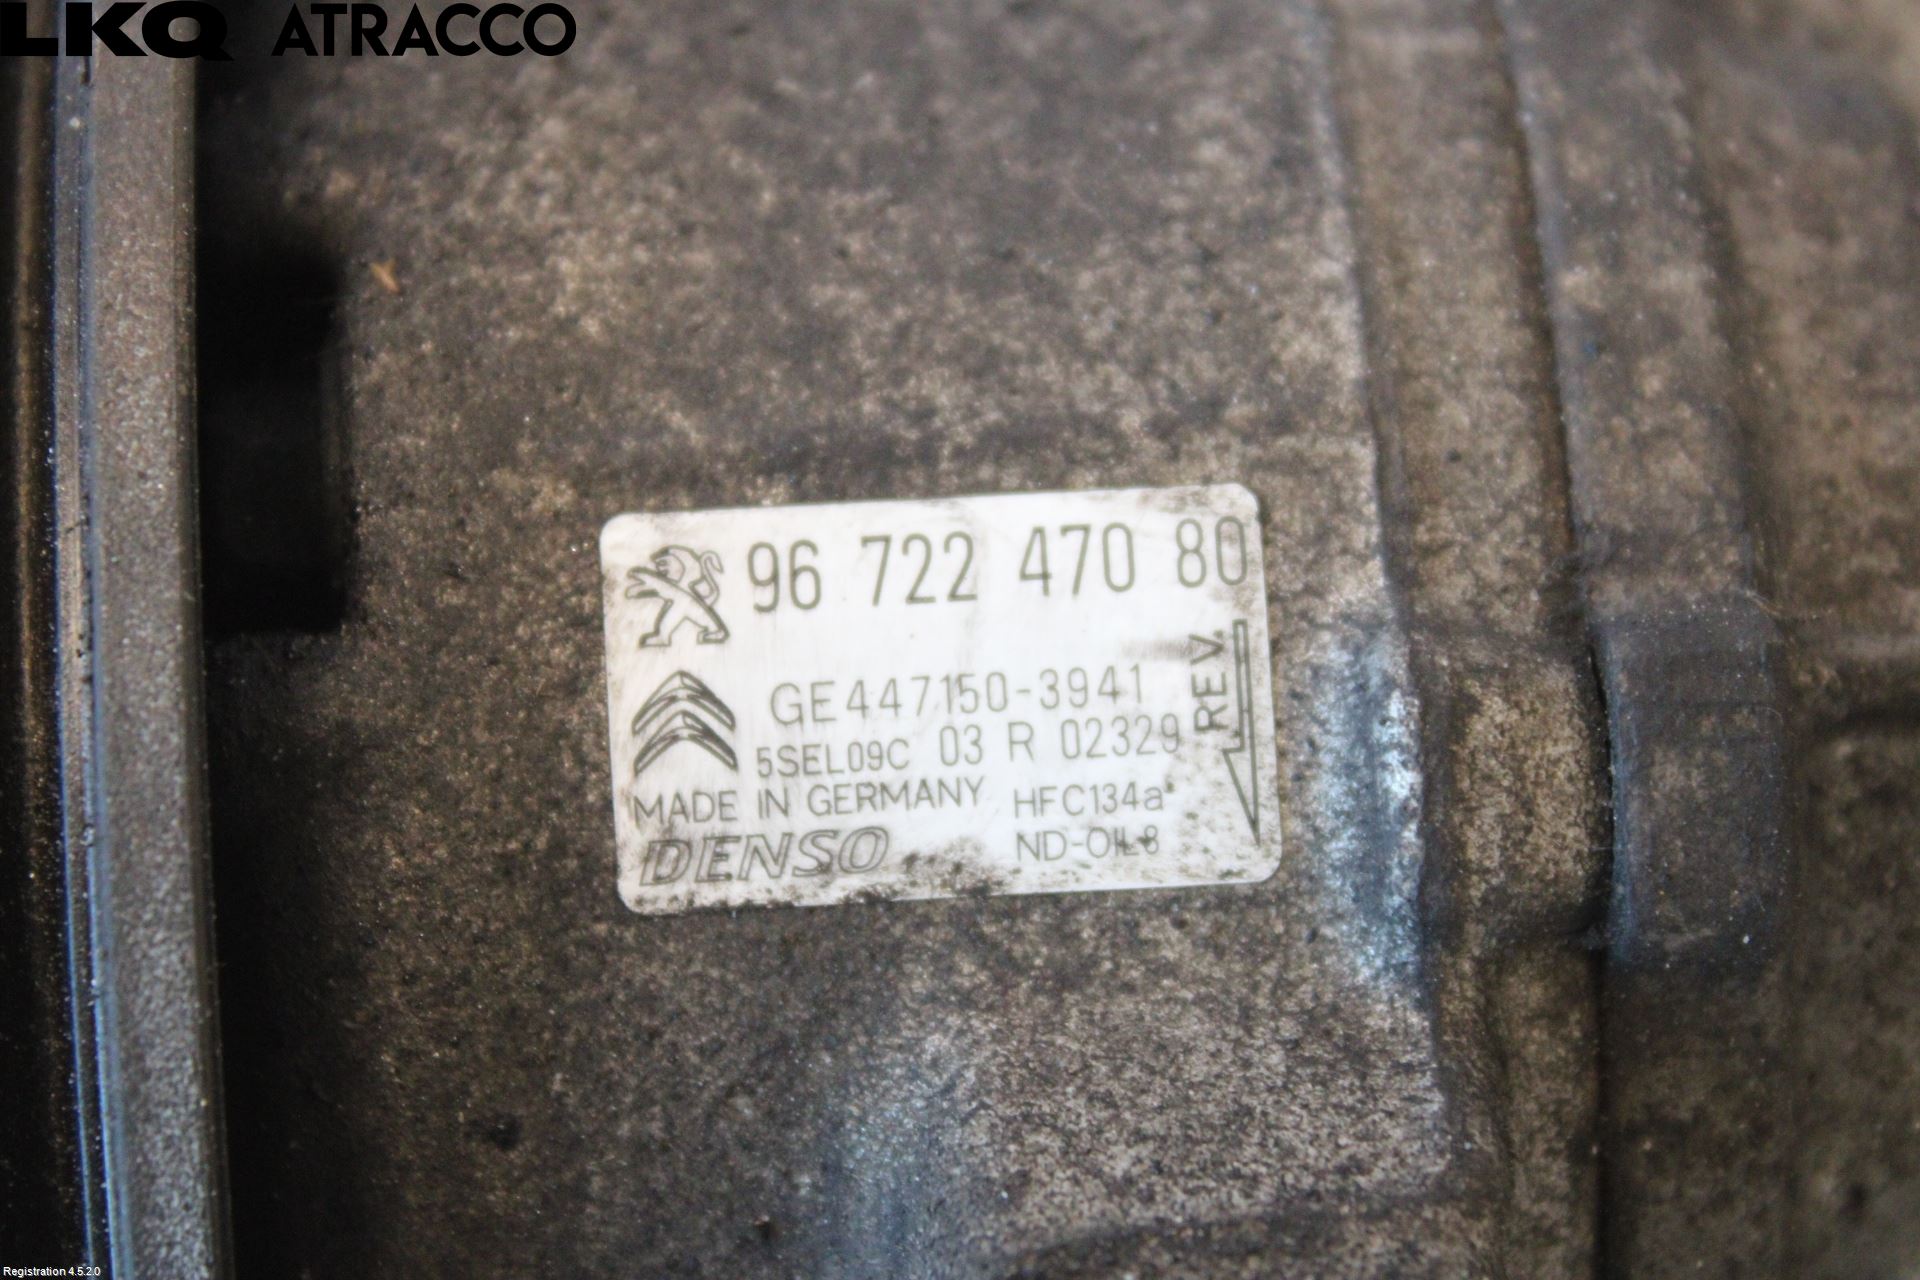 LKQ ATRACCO
96 722 470 80
GE447150-3941
5SEL09C 03 R 02329
REV.
MADE IN GERMANY HFC134a
DENSO ND-OIL8
Registration 4.5.2.0